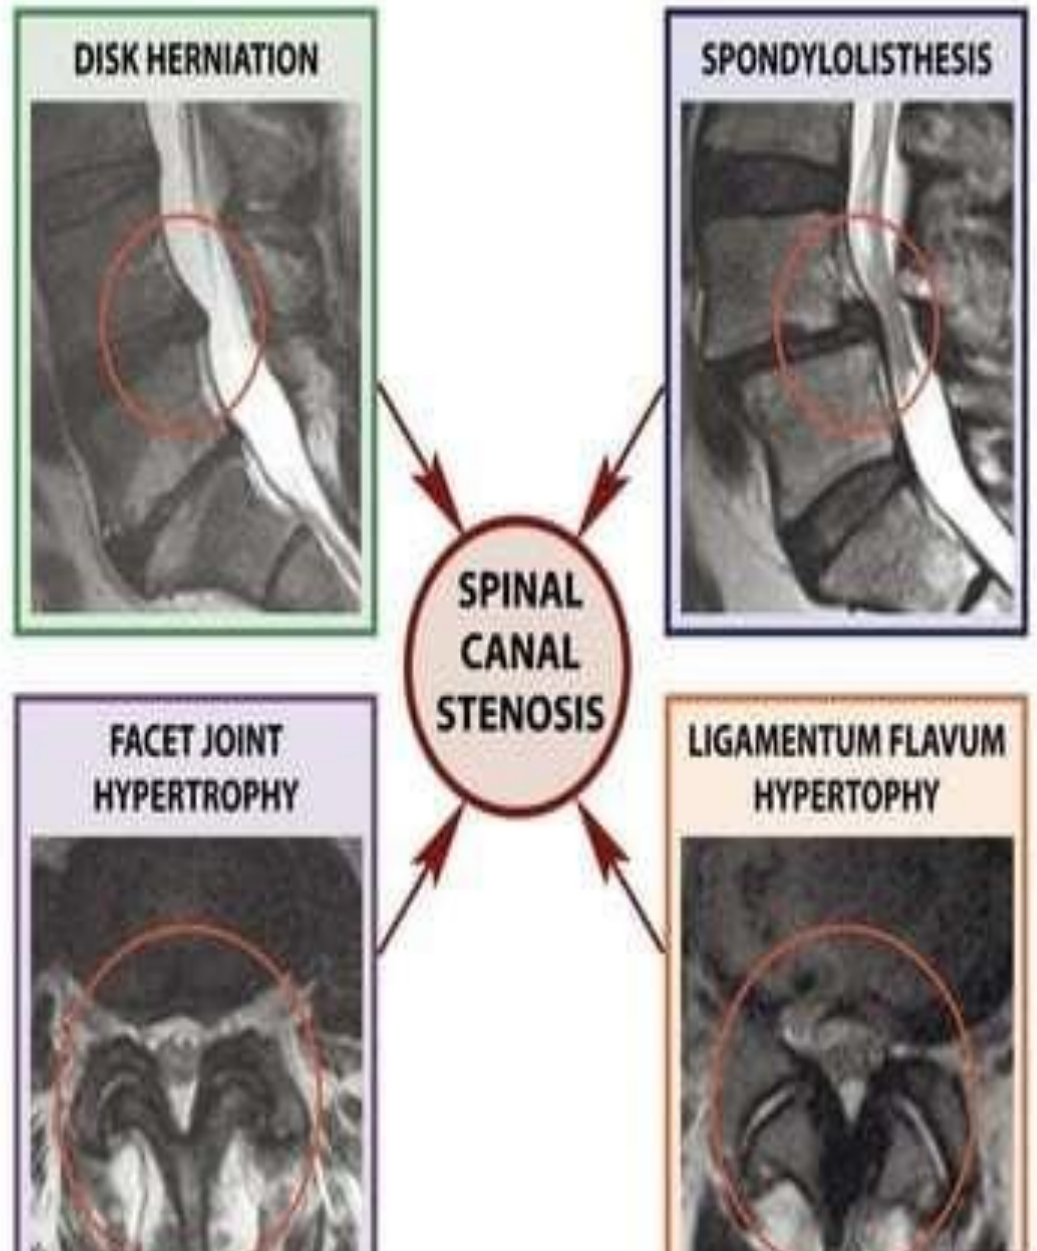 DISK HERNIATION
SPONDYLOLISTHESIS
SPINAL
CANAL
STENOSIS
FACET JOINT
HYPERTROPHY
LIGAMENTUM FLAVUM
HYPERTOPHY